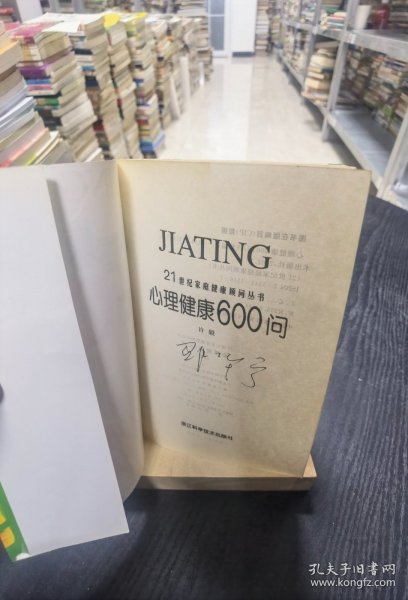 JIATING
21世纪家庭健康顾问丛书
心理健康600问
许毅
浙江科学技术出版社
孔夫子旧书网
www.kongfz.com